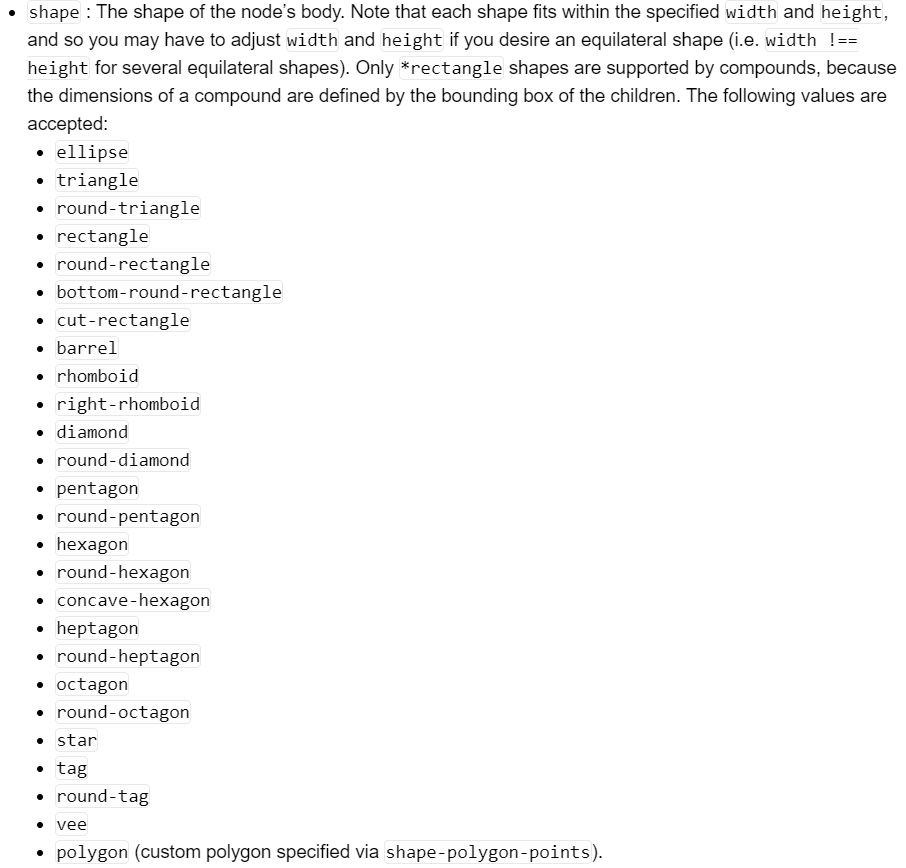 shape : The shape of the node’s body. Note that each shape fits within the specified width and height,
and so you may have to adjust width and height if you desire an equilateral shape (i.e. width !==
height for several equilateral shapes). Only *rectangle shapes are supported by compounds, because
the dimensions of a compound are defined by the bounding box of the children. The following values are
accepted:
ellipse
triangle
round-triangle
rectangle
round-rectangle
bottom-round-rectangle
cut-rectangle
barrel
rhomboid
right-rhomboid
diamond
round-diamond
pentagon
round-pentagon
hexagon
round-hexagon
concave-hexagon
heptagon
round-heptagon
octagon
round-octagon
star
tag
round-tag
vee
polygon (custom polygon specified via shape-polygon-points).